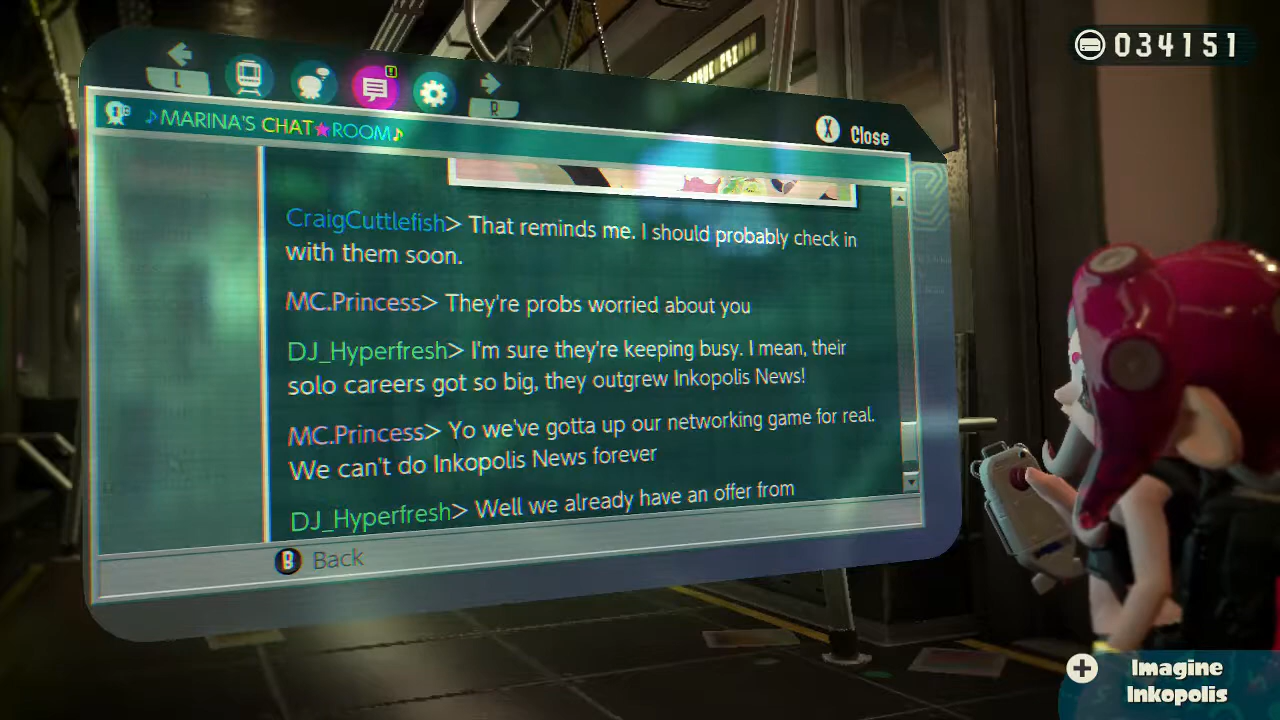 034151
L
R
♪MARINA'S CHAT★ROOM♪
X Close
CraigCuttlefish> That reminds me. I should probably check in
with them soon.
MC.Princess> They're probs worried about you
DJ_Hyperfresh> I'm sure they're keeping busy. I mean, their
solo careers got so big, they outgrew Inkopolis News!
MC.Princess> Yo we've gotta up our networking game for real.
We can't do Inkopolis News forever
DJ_Hyperfresh> Well we already have an offer from
B Back
Imagine
Inkopolis